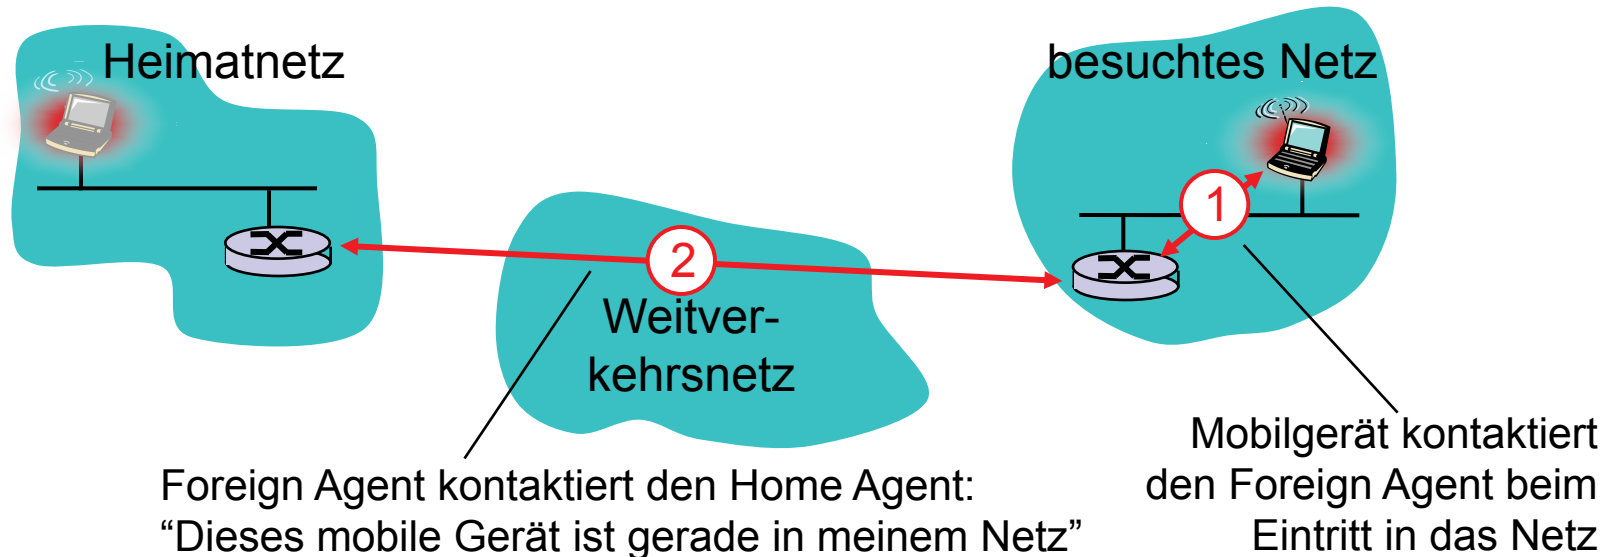 Heimatnetz
besuchtes Netz
1
2
Weitver-
kehrsnetz
Mobilgerät kontaktiert
den Foreign Agent beim
Eintritt in das Netz
Foreign Agent kontaktiert den Home Agent:
“Dieses mobile Gerät ist gerade in meinem Netz”